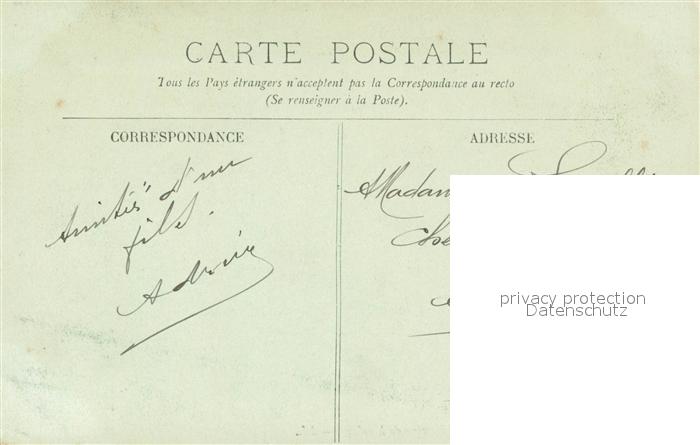 CARTE POSTALE
Tous les Pays étrangers n'acceptent pas la Correspondance au recto
(Se renseigner à la Poste).
CORRESPONDANCE
ADRESSE
Amitiés d'un
fils.
Madam
privacy protection
Datenschutz